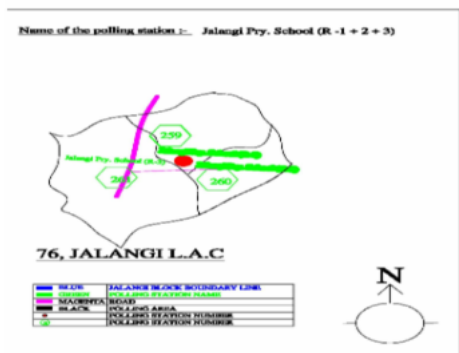 Name of the polling station :- Jalangi Pry. School (R -1 + 2 + 3)
259
Jalangi Pry. School
260
76, JALANGI L.A.C
N
BLUE JALANGI BLOCK BOUNDARY LINE
GREEN POLLING STATION NAME
MAGENTA ROAD
BLACK POLLING AREA
POLLING STATION NUMBER
POLLING STATION NUMBER